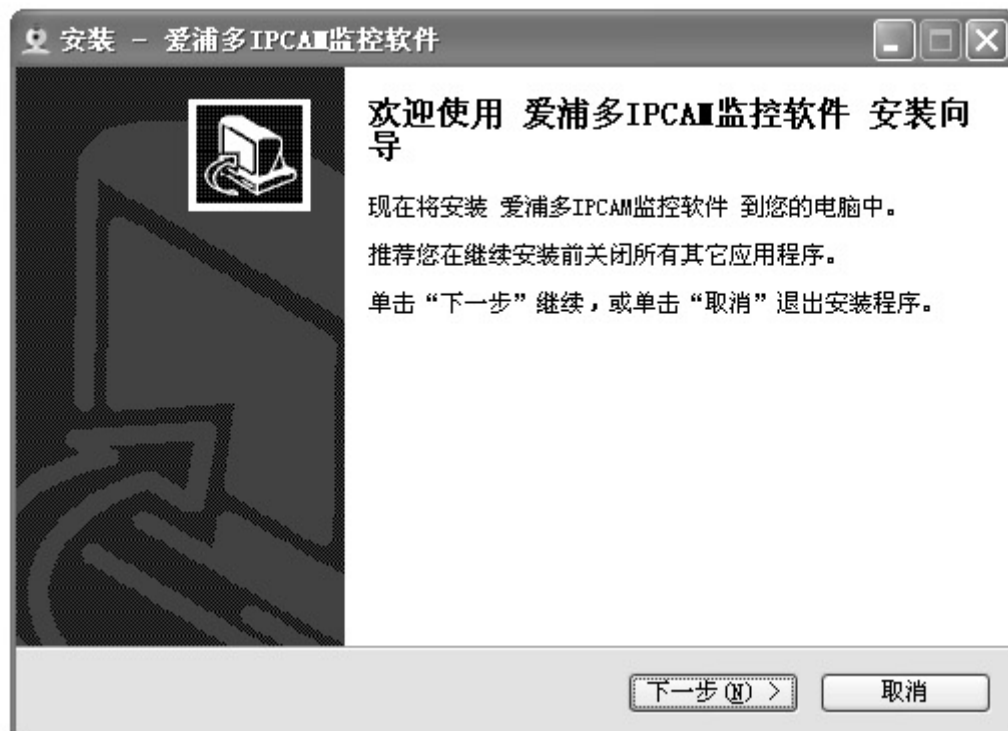 安装 - 爱浦多IPCAM监控软件
欢迎使用 爱浦多IPCAM监控软件 安装向
导
现在将安装 爱浦多IPCAM监控软件 到您的电脑中。
推荐您在继续安装前关闭所有其它应用程序。
单击“下一步”继续，或单击“取消”退出安装程序。
下一步(N) > 取消